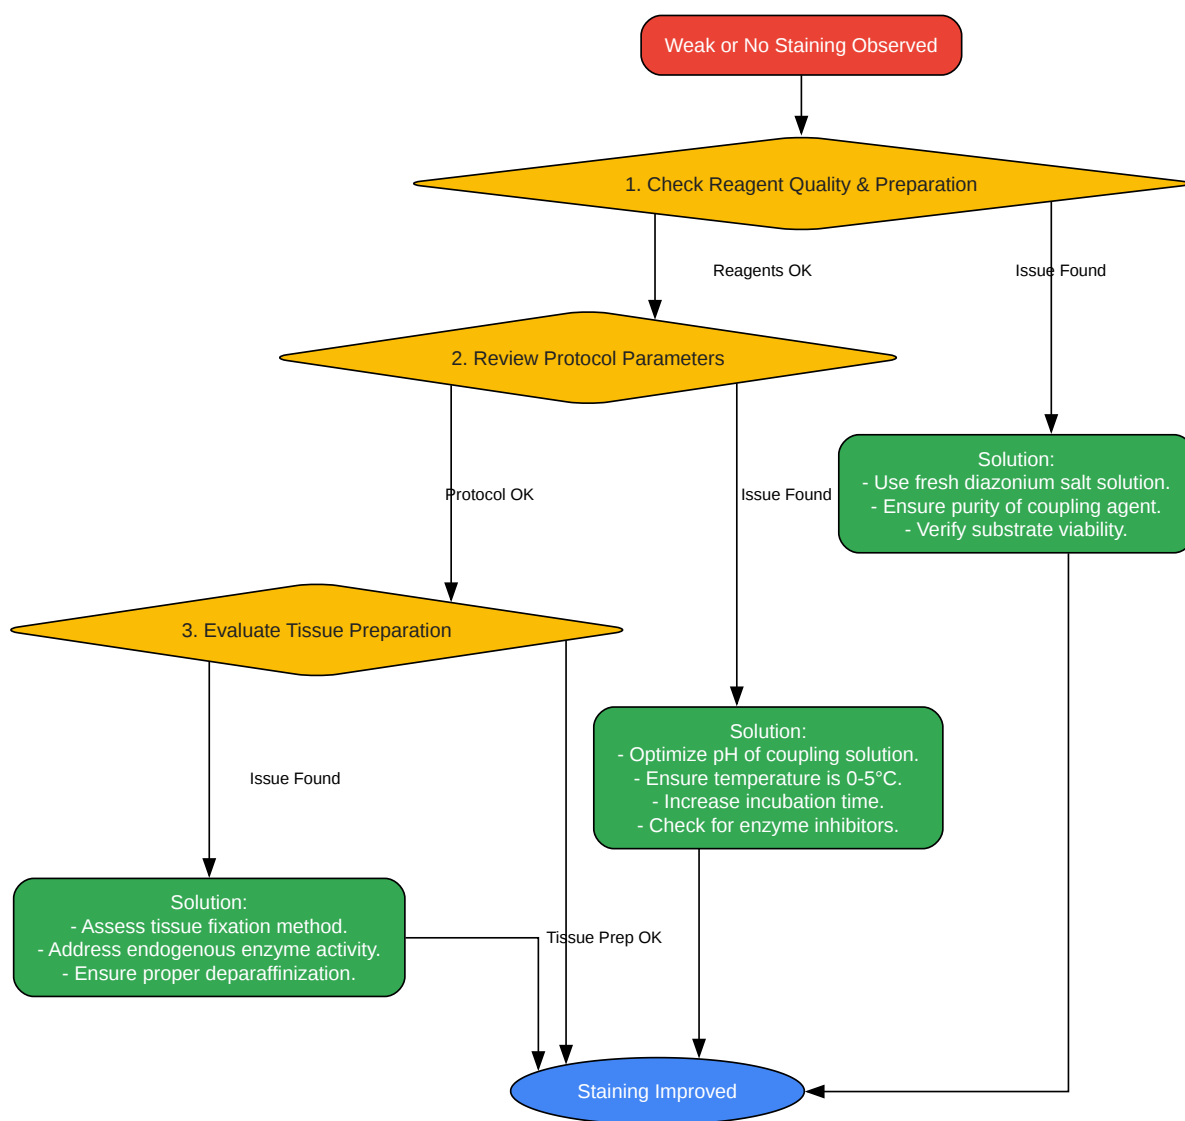 Weak or No Staining Observed
1. Check Reagent Quality & Preparation
Reagents OK
Issue Found
2. Review Protocol Parameters
Protocol OK
Issue Found
Solution:
- Use fresh diazonium salt solution.
- Ensure purity of coupling agent.
- Verify substrate viability.
3. Evaluate Tissue Preparation
Solution:
- Optimize pH of coupling solution.
- Ensure temperature is 0-5°C.
- Increase incubation time.
- Check for enzyme inhibitors.
Issue Found
Solution:
- Assess tissue fixation method.
- Address endogenous enzyme activity.
- Ensure proper deparaffinization.
Tissue Prep OK
Staining Improved